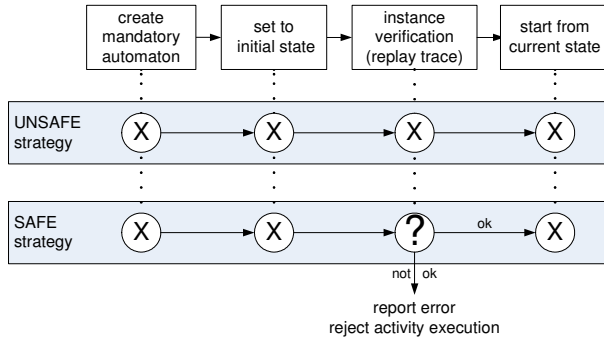 create
mandatory
automaton
set to
initial state
instance
verification
(replay trace)
start from
current state
UNSAFE
strategy
X
X
X
X
SAFE
strategy
X
X
?
ok
X
not ok
report error
reject activity execution